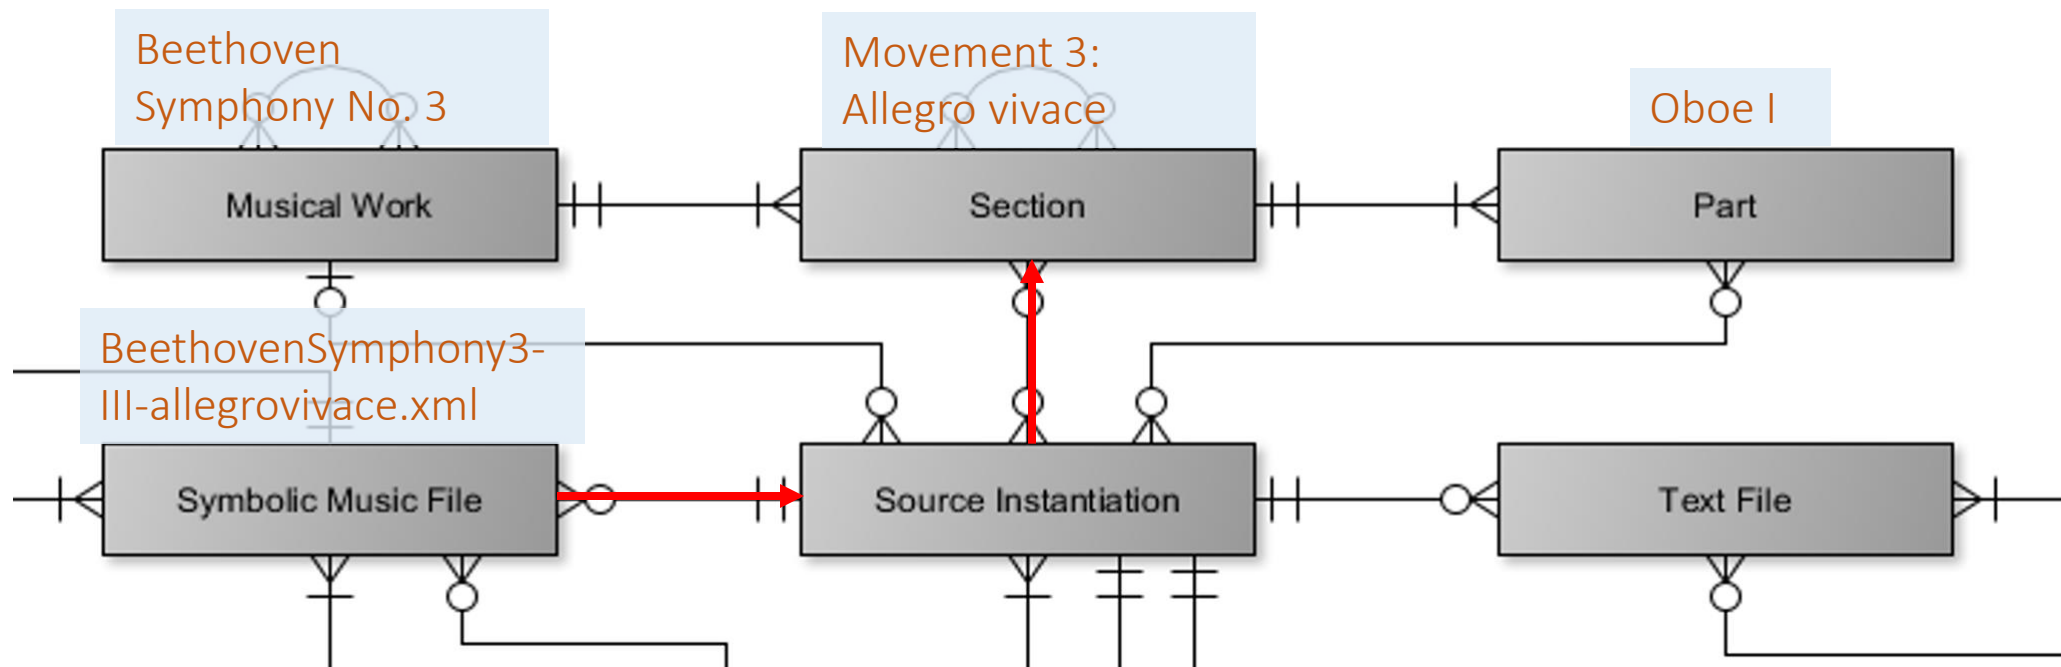 Beethoven
Symphony No. 3
Movement 3:
Allegro vivace
Oboe I
Musical Work
Section
Part
BeethovenSymphony3-
III-allegrovivace.xml
Symbolic Music File
Source Instantiation
Text File